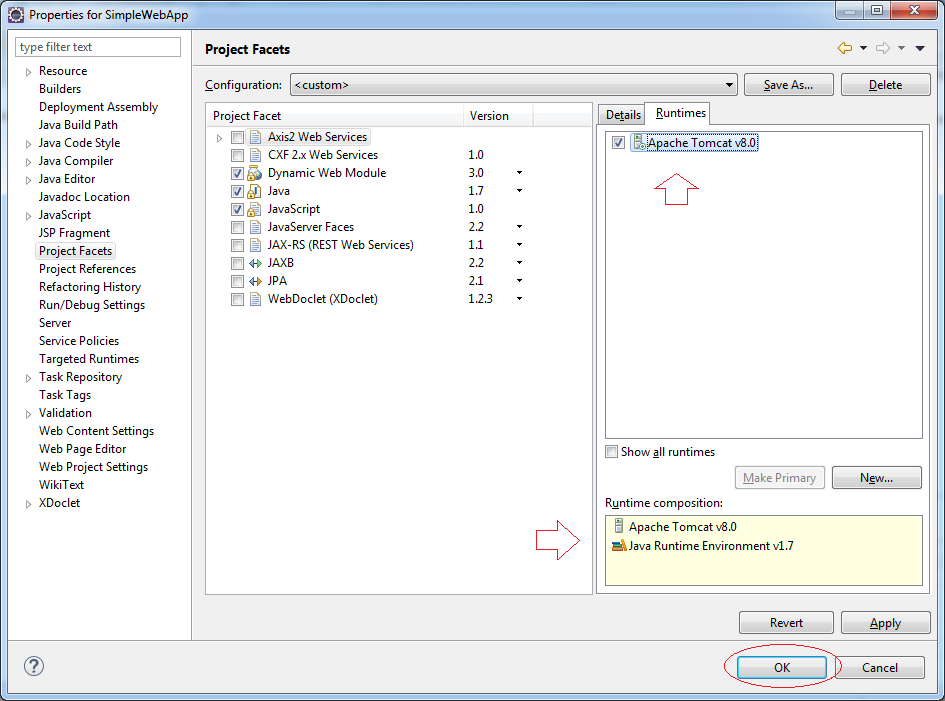 Properties for SimpleWebApp
type filter text
Resource
Builders
Deployment Assembly
Java Build Path
Java Code Style
Java Compiler
Java Editor
Javadoc Location
JavaScript
JSP Fragment
Project Facets
Project References
Refactoring History
Run/Debug Settings
Server
Service Policies
Targeted Runtimes
Task Repository
Task Tags
Validation
Web Content Settings
Web Page Editor
Web Project Settings
WikiText
XDoclet
Project Facets
Configuration: <custom> Save As... Delete
Project Facet Version
Axis2 Web Services
CXF 2.x Web Services 1.0
Dynamic Web Module 3.0
Java 1.7
JavaScript 1.0
JavaServer Faces 2.2
JAX-RS (REST Web Services) 1.1
JAXB 2.2
JPA 2.1
WebDoclet (XDoclet) 1.2.3
Details Runtimes
Apache Tomcat v8.0
Show all runtimes
Make Primary New...
Runtime composition:
Apache Tomcat v8.0
Java Runtime Environment v1.7
Revert Apply
? OK Cancel